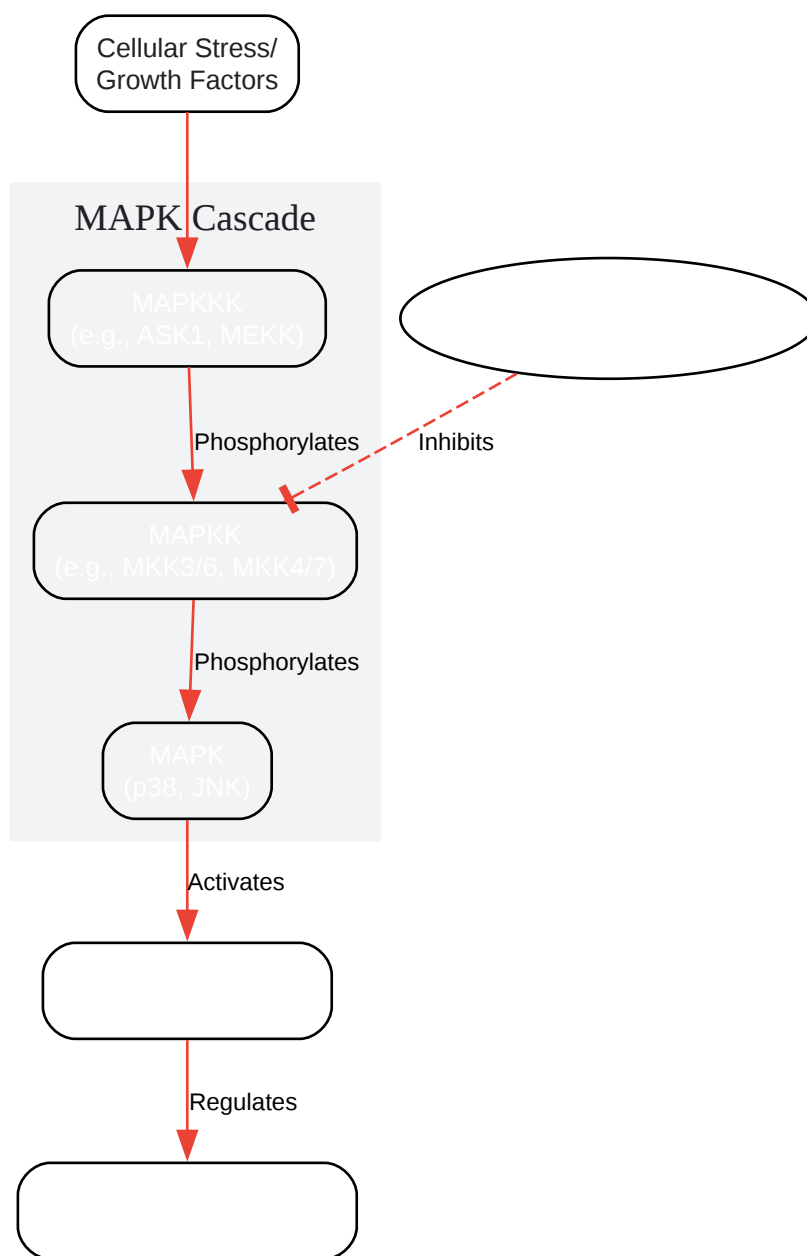 Cellular Stress/
Growth Factors
MAPK Cascade
MAPKKK
(e.g., ASK1, MEKK)
Phosphorylates
Inhibits
MAPKK
(e.g., MKK3/6, MKK4/7)
Phosphorylates
MAPK
(p38, JNK)
Activates
Regulates